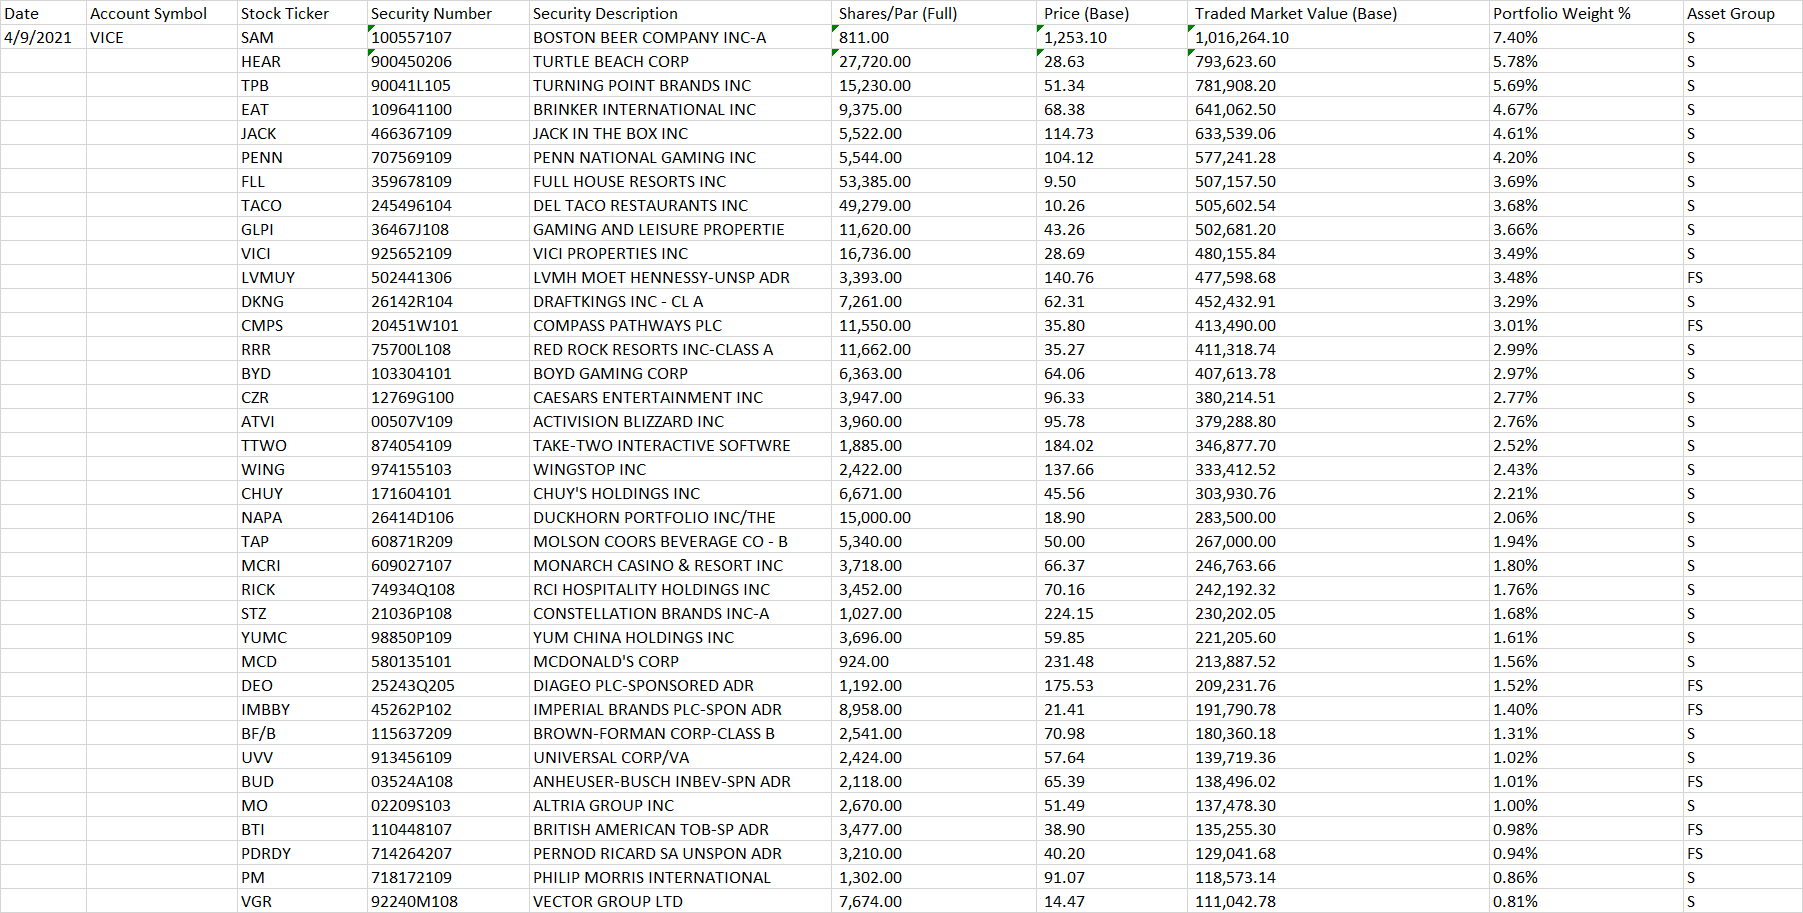 Date Account Symbol Stock Ticker Security Number Security Description Shares/Par (Full) Price (Base) Traded Market Value (Base) Portfolio Weight % Asset Group
4/9/2021 VICE SAM 100557107 BOSTON BEER COMPANY INC-A 811.00 1,253.10 1,016,264.10 7.40% S
HEAR 900450206 TURTLE BEACH CORP 27,720.00 28.63 793,623.60 5.78% S
TPB 90041L105 TURNING POINT BRANDS INC 15,230.00 51.34 781,908.20 5.69% S
EAT 109641100 BRINKER INTERNATIONAL INC 9,375.00 68.38 641,062.50 4.67% S
JACK 466367109 JACK IN THE BOX INC 5,522.00 114.73 633,539.06 4.61% S
PENN 707569109 PENN NATIONAL GAMING INC 5,544.00 104.12 577,241.28 4.20% S
FLL 359678109 FULL HOUSE RESORTS INC 53,385.00 9.50 507,157.50 3.69% S
TACO 245496104 DEL TACO RESTAURANTS INC 49,279.00 10.26 505,602.54 3.68% S
GLPI 36467J108 GAMING AND LEISURE PROPERTIE 11,620.00 43.26 502,681.20 3.66% S
VICI 925652109 VICI PROPERTIES INC 16,736.00 28.69 480,155.84 3.49% S
LVMUY 502441306 LVMH MOET HENNESSY-UNSP ADR 3,393.00 140.76 477,598.68 3.48% FS
DKNG 26142R104 DRAFTKINGS INC - CL A 7,261.00 62.31 452,432.91 3.29% S
CMPS 20451W101 COMPASS PATHWAYS PLC 11,550.00 35.80 413,490.00 3.01% FS
RRR 75700L108 RED ROCK RESORTS INC-CLASS A 11,662.00 35.27 411,318.74 2.99% S
BYD 103304101 BOYD GAMING CORP 6,363.00 64.06 407,613.78 2.97% S
CZR 12769G100 CAESARS ENTERTAINMENT INC 3,947.00 96.33 380,214.51 2.77% S
ATVI 00507V109 ACTIVISION BLIZZARD INC 3,960.00 95.78 379,288.80 2.76% S
TTWO 874054109 TAKE-TWO INTERACTIVE SOFTWRE 1,885.00 184.02 346,877.70 2.52% S
WING 974155103 WINGSTOP INC 2,422.00 137.66 333,412.52 2.43% S
CHUY 171604101 CHUY'S HOLDINGS INC 6,671.00 45.56 303,930.76 2.21% S
NAPA 26414D106 DUCKHORN PORTFOLIO INC/THE 15,000.00 18.90 283,500.00 2.06% S
TAP 60871R209 MOLSON COORS BEVERAGE CO - B 5,340.00 50.00 267,000.00 1.94% S
MCRI 609027107 MONARCH CASINO & RESORT INC 3,718.00 66.37 246,763.66 1.80% S
RICK 74934Q108 RCI HOSPITALITY HOLDINGS INC 3,452.00 70.16 242,192.32 1.76% S
STZ 21036P108 CONSTELLATION BRANDS INC-A 1,027.00 224.15 230,202.05 1.68% S
YUMC 98850P109 YUM CHINA HOLDINGS INC 3,696.00 59.85 221,205.60 1.61% S
MCD 580135101 MCDONALD'S CORP 924.00 231.48 213,887.52 1.56% S
DEO 25243Q205 DIAGEO PLC-SPONSORED ADR 1,192.00 175.53 209,231.76 1.52% FS
IMBBY 45262P102 IMPERIAL BRANDS PLC-SPON ADR 8,958.00 21.41 191,790.78 1.40% FS
BF/B 115637209 BROWN-FORMAN CORP-CLASS B 2,541.00 70.98 180,360.18 1.31% S
UVV 913456109 UNIVERSAL CORP/VA 2,424.00 57.64 139,719.36 1.02% S
BUD 03524A108 ANHEUSER-BUSCH INBEV-SPN ADR 2,118.00 65.39 138,496.02 1.01% FS
MO 02209S103 ALTRIA GROUP INC 2,670.00 51.49 137,478.30 1.00% S
BTI 110448107 BRITISH AMERICAN TOB-SP ADR 3,477.00 38.90 135,255.30 0.98% FS
PDRDY 714264207 PERNOD RICARD SA UNSPON ADR 3,210.00 40.20 129,041.68 0.94% FS
PM 718172109 PHILIP MORRIS INTERNATIONAL 1,302.00 91.07 118,573.14 0.86% S
VGR 92240M108 VECTOR GROUP LTD 7,674.00 14.47 111,042.78 0.81% S